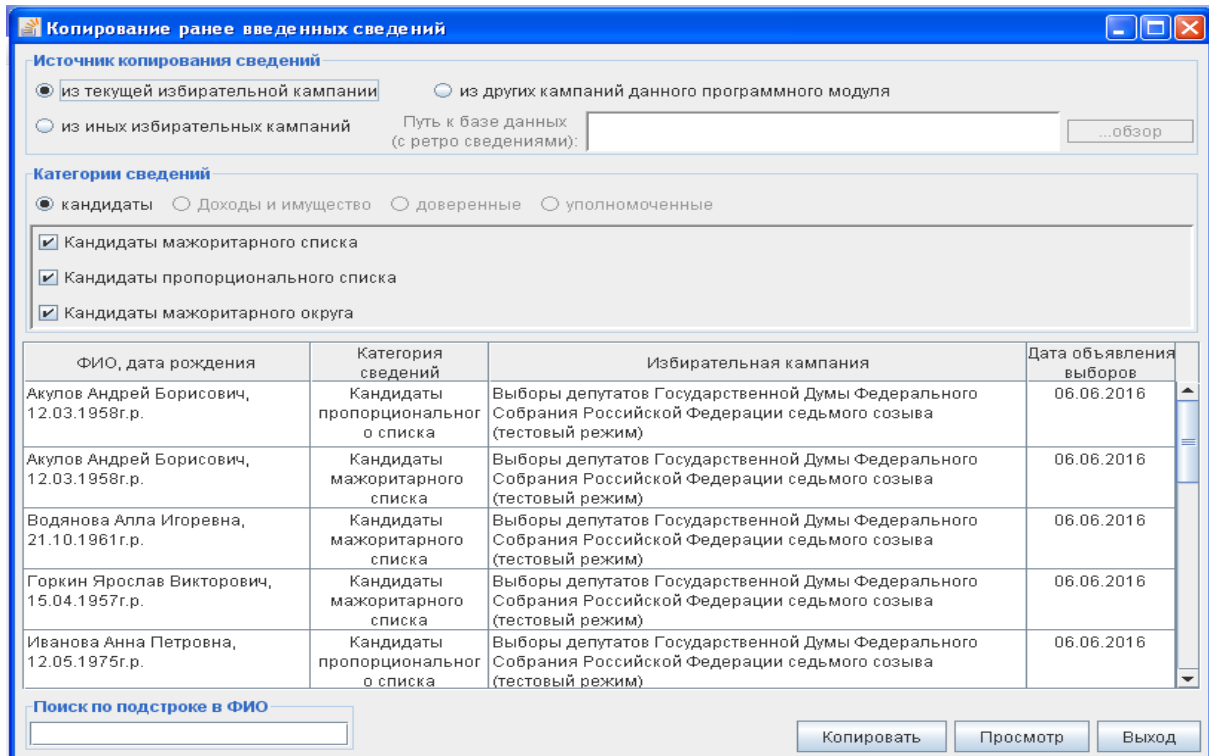 Копирование ранее введенных сведений
Источник копирования сведений
из текущей избирательной кампании из других кампаний данного программного модуля
из иных избирательных кампаний Путь к базе данных
(с ретро сведениями): ...обзор
Категории сведений
кандидаты Доходы и имущество доверенные уполномоченные
Кандидаты мажоритарного списка
Кандидаты пропорционального списка
Кандидаты мажоритарного округа
ФИО, дата рождения Категория Избирательная кампания Дата объявления
сведений выборов
Акулов Андрей Борисович, Кандидаты Выборы депутатов Государственной Думы Федерального 06.06.2016
12.03.1958г.р. пропорциональног Собрания Российской Федерации седьмого созыва
о списка (тестовый режим)
Акулов Андрей Борисович, Кандидаты Выборы депутатов Государственной Думы Федерального 06.06.2016
12.03.1958г.р. мажоритарного Собрания Российской Федерации седьмого созыва
списка (тестовый режим)
Водянова Алла Игоревна, Кандидаты Выборы депутатов Государственной Думы Федерального 06.06.2016
21.10.1961г.р. мажоритарного Собрания Российской Федерации седьмого созыва
списка (тестовый режим)
Горкин Ярослав Викторович, Кандидаты Выборы депутатов Государственной Думы Федерального 06.06.2016
15.04.1957г.р. мажоритарного Собрания Российской Федерации седьмого созыва
списка (тестовый режим)
Иванова Анна Петровна, Кандидаты Выборы депутатов Государственной Думы Федерального 06.06.2016
12.05.1975г.р. пропорциональног Собрания Российской Федерации седьмого созыва
о списка (тестовый режим)
Поиск по подстроке в ФИО
Копировать Просмотр Выход